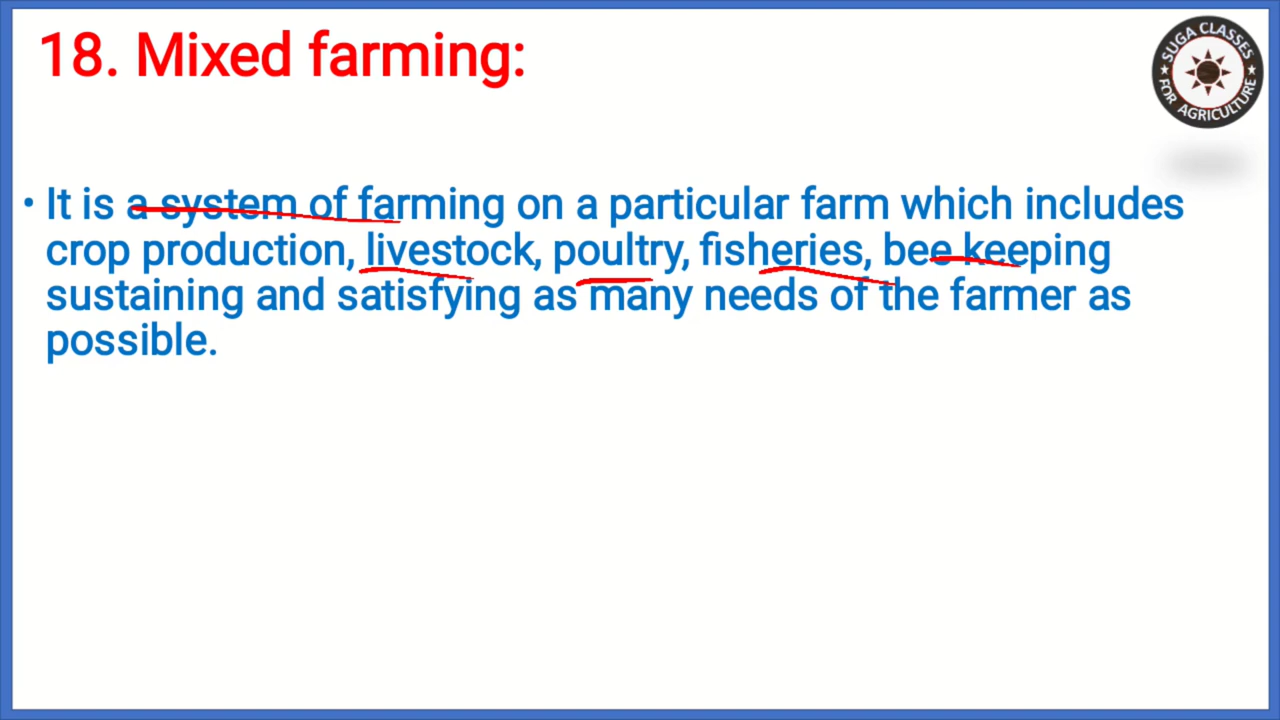 18. Mixed farming:
SUGA CLASSES
FOR AGRICULTURE
• It is a system of farming on a particular farm which includes
crop production, livestock, poultry, fisheries, bee keeping
sustaining and satisfying as many needs of the farmer as
possible.